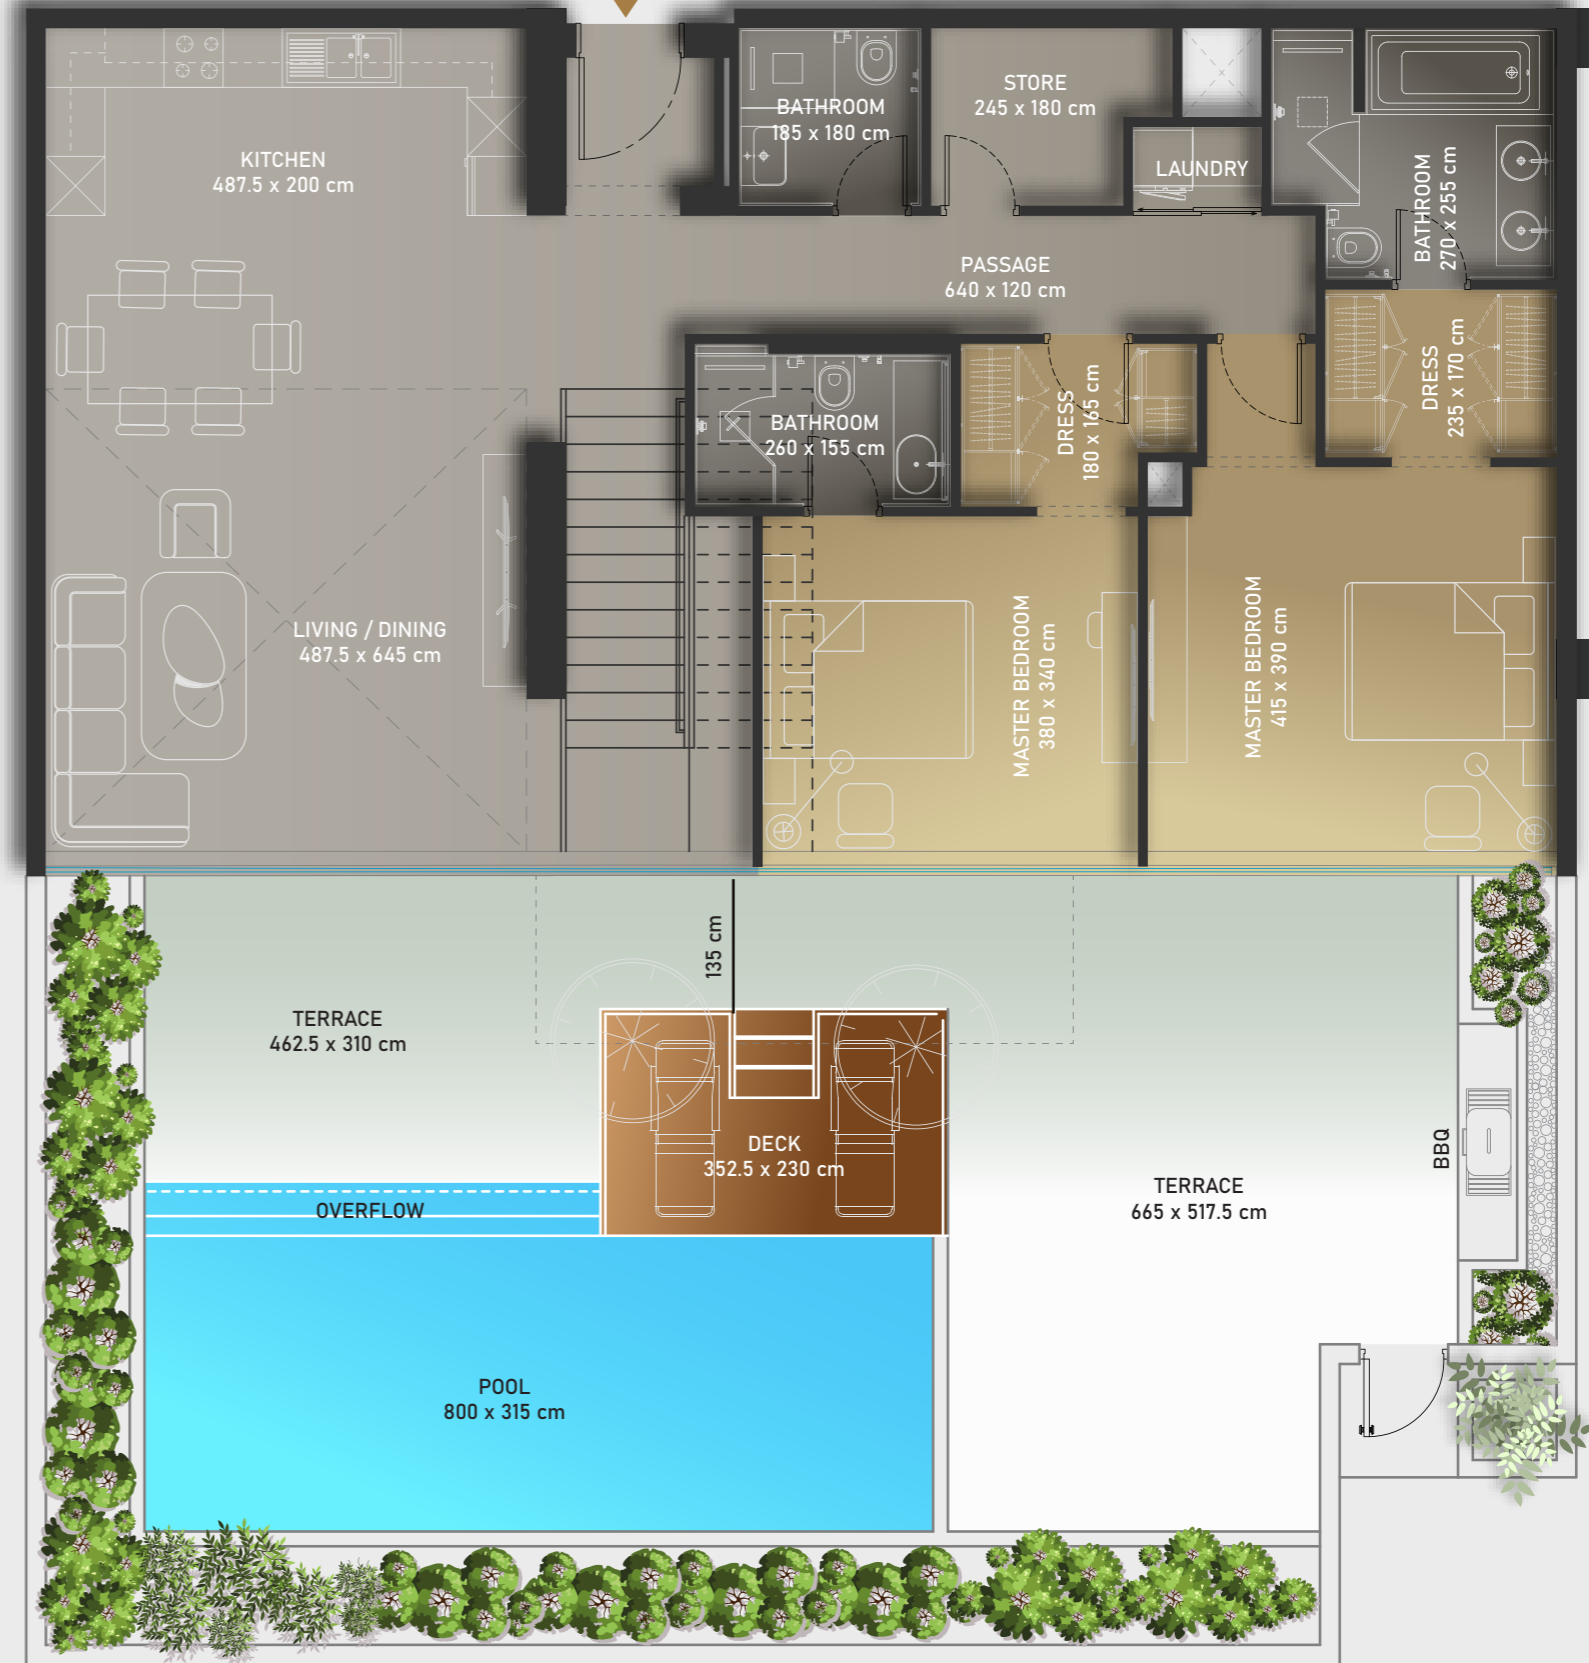 BATHROOM
185 x 180 cm
STORE
245 x 180 cm
KITCHEN
487.5 x 200 cm
LAUNDRY
BATHROOM
270 x 255 cm
PASSAGE
640 x 120 cm
DRESS
235 x 170 cm
BATHROOM
260 x 155 cm
DRESS
180 x 165 cm
LIVING / DINING
487.5 x 645 cm
MASTER BEDROOM
380 x 340 cm
MASTER BEDROOM
415 x 390 cm
135 cm
TERRACE
462.5 x 310 cm
DECK
352.5 x 230 cm
BBQ
TERRACE
665 x 517.5 cm
OVERFLOW
POOL
800 x 315 cm